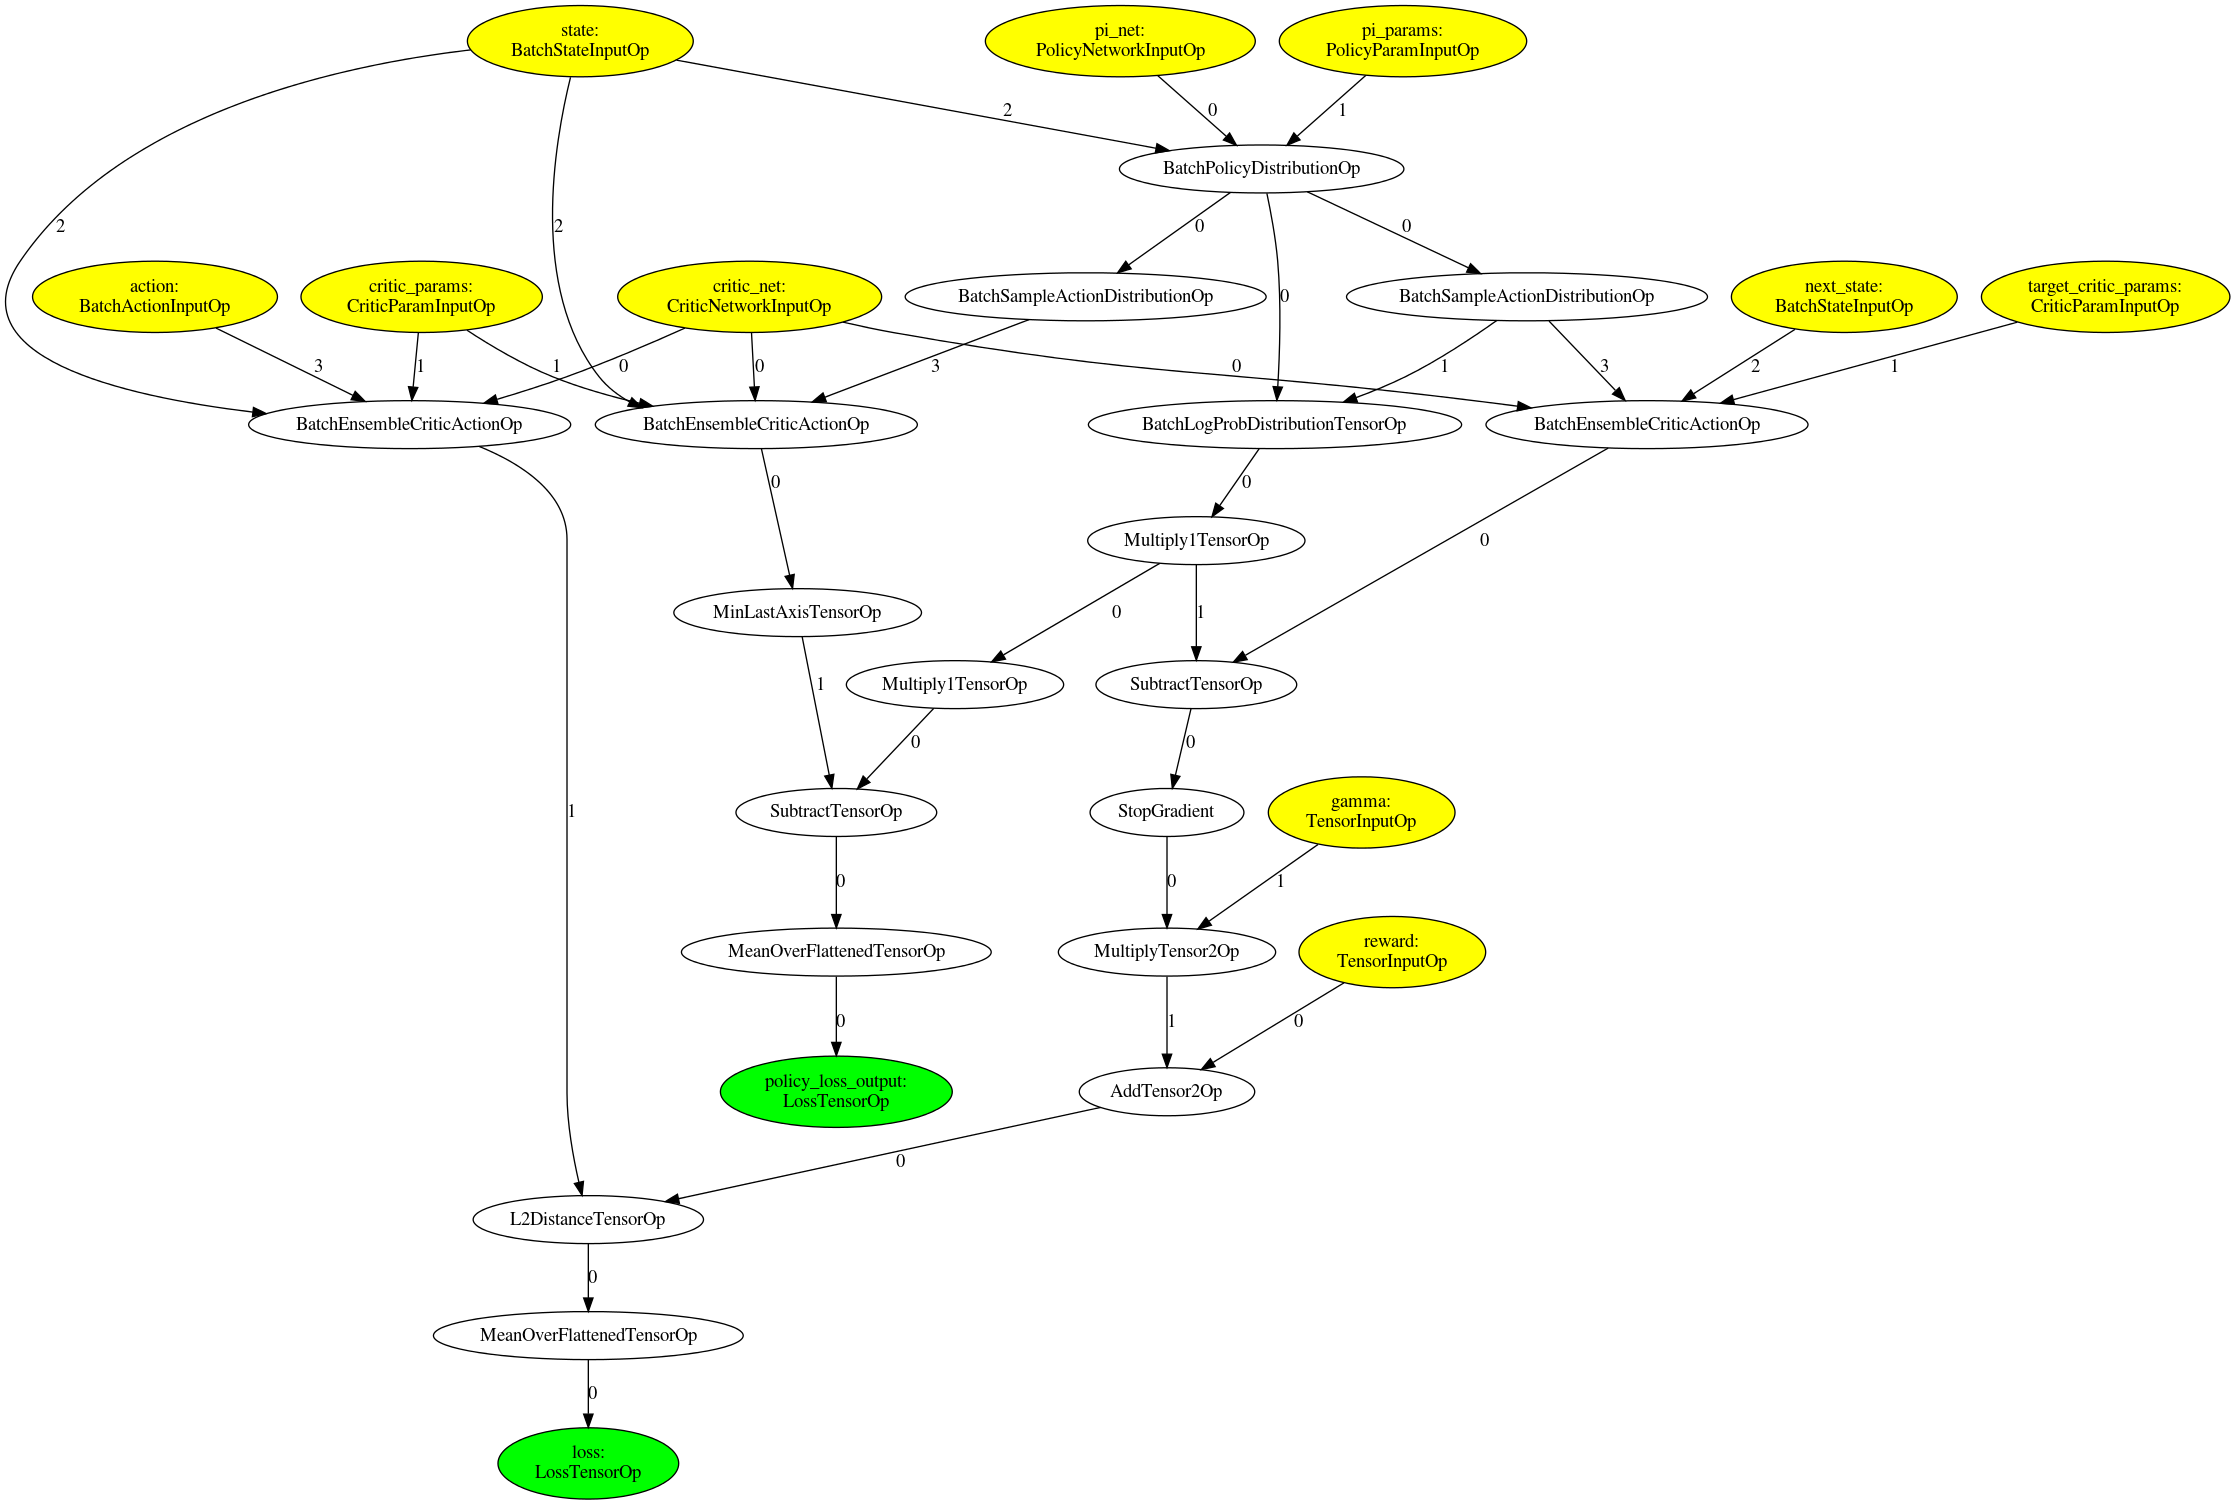 state:
BatchStateInputOp
pi_net:
PolicyNetworkInputOp
pi_params:
PolicyParamInputOp
2
0
1
BatchPolicyDistributionOp
2
2
0
0
action:
BatchActionInputOp
critic_params:
CriticParamInputOp
critic_net:
CriticNetworkInputOp
BatchSampleActionDistributionOp
0
BatchSampleActionDistributionOp
next_state:
BatchStateInputOp
target_critic_params:
CriticParamInputOp
3
1
1
0
0
3
0
1
3
2
1
BatchEnsembleCriticActionOp
BatchEnsembleCriticActionOp
BatchLogProbDistributionTensorOp
BatchEnsembleCriticActionOp
0
0
Multiply1TensorOp
0
MinLastAxisTensorOp
0
1
1
Multiply1TensorOp
SubtractTensorOp
0
0
1
SubtractTensorOp
StopGradient
gamma:
TensorInputOp
0
0
1
MeanOverFlattenedTensorOp
MultiplyTensor2Op
reward:
TensorInputOp
0
1
0
policy_loss_output:
LossTensorOp
AddTensor2Op
0
L2DistanceTensorOp
0
MeanOverFlattenedTensorOp
0
loss:
LossTensorOp